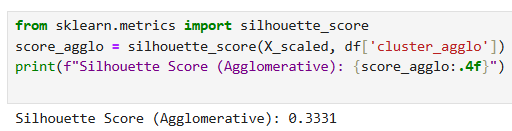 from sklearn.metrics import silhouette_score
score_agglo = silhouette_score(X_scaled, df['cluster_agglo'])
print(f"Silhouette Score (Agglomerative): {score_agglo:.4f}")
Silhouette Score (Agglomerative): 0.3331